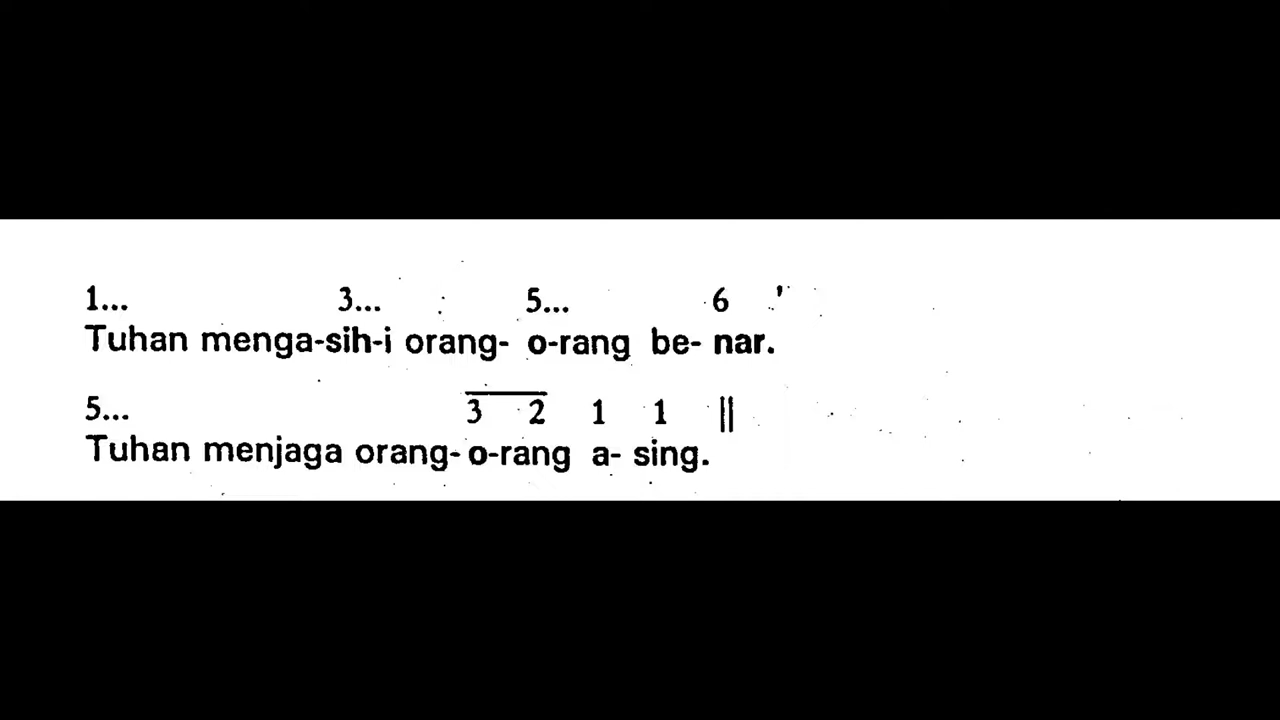 1... 3... 5... 6 '
Tuhan menga-sih-i orang- o-rang be- nar.
5... 3 2 1 1 ||
Tuhan menjaga orang- o-rang a- sing.